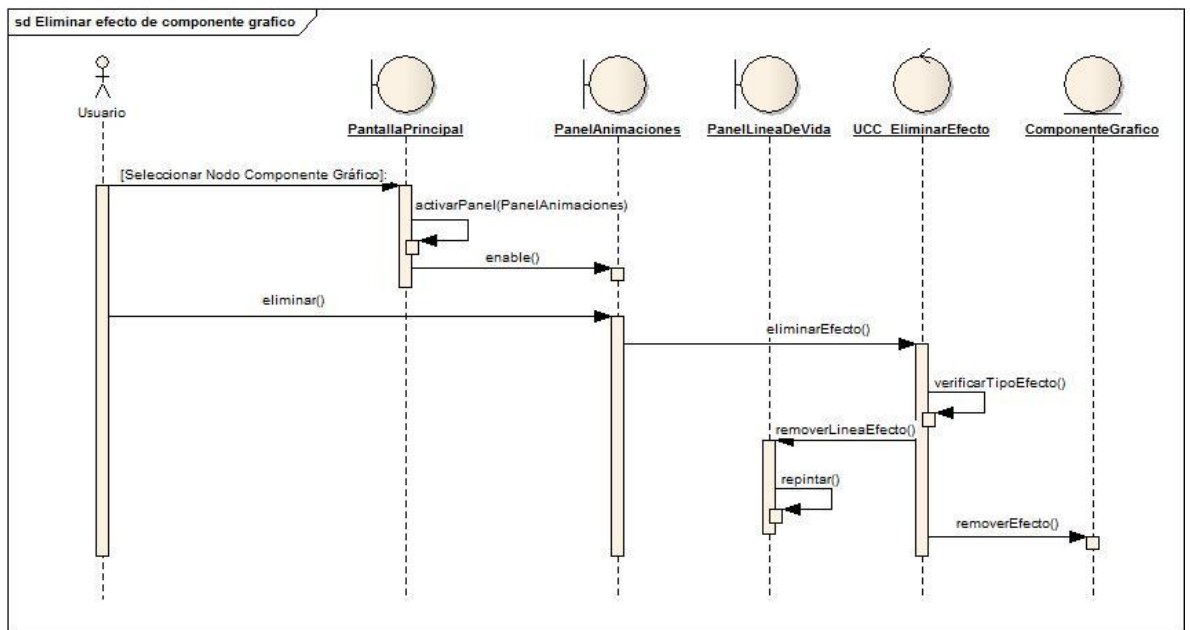 sd Eliminar efecto de componente grafico
Usuario
PantallaPrincipal
PanelAnimaciones
PanelLineaDeVida
UCC_EliminarEfecto
ComponenteGrafico
[Seleccionar Nodo Componente Gráfico]:
activarPanel(PanelAnimaciones)
enable()
eliminar()
eliminarEfecto()
verificarTipoEfecto()
removerLineaEfecto()
repintar()
removerEfecto()